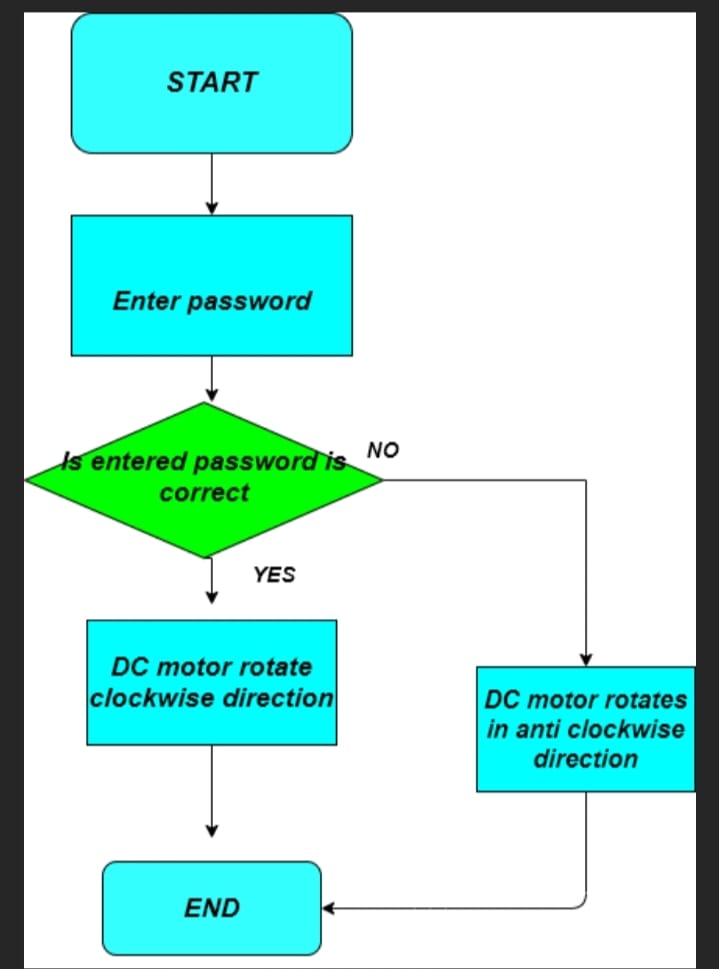 START
Enter password
Is entered password is
correct
NO
YES
DC motor rotate
clockwise direction
DC motor rotates
in anti clockwise
direction
END